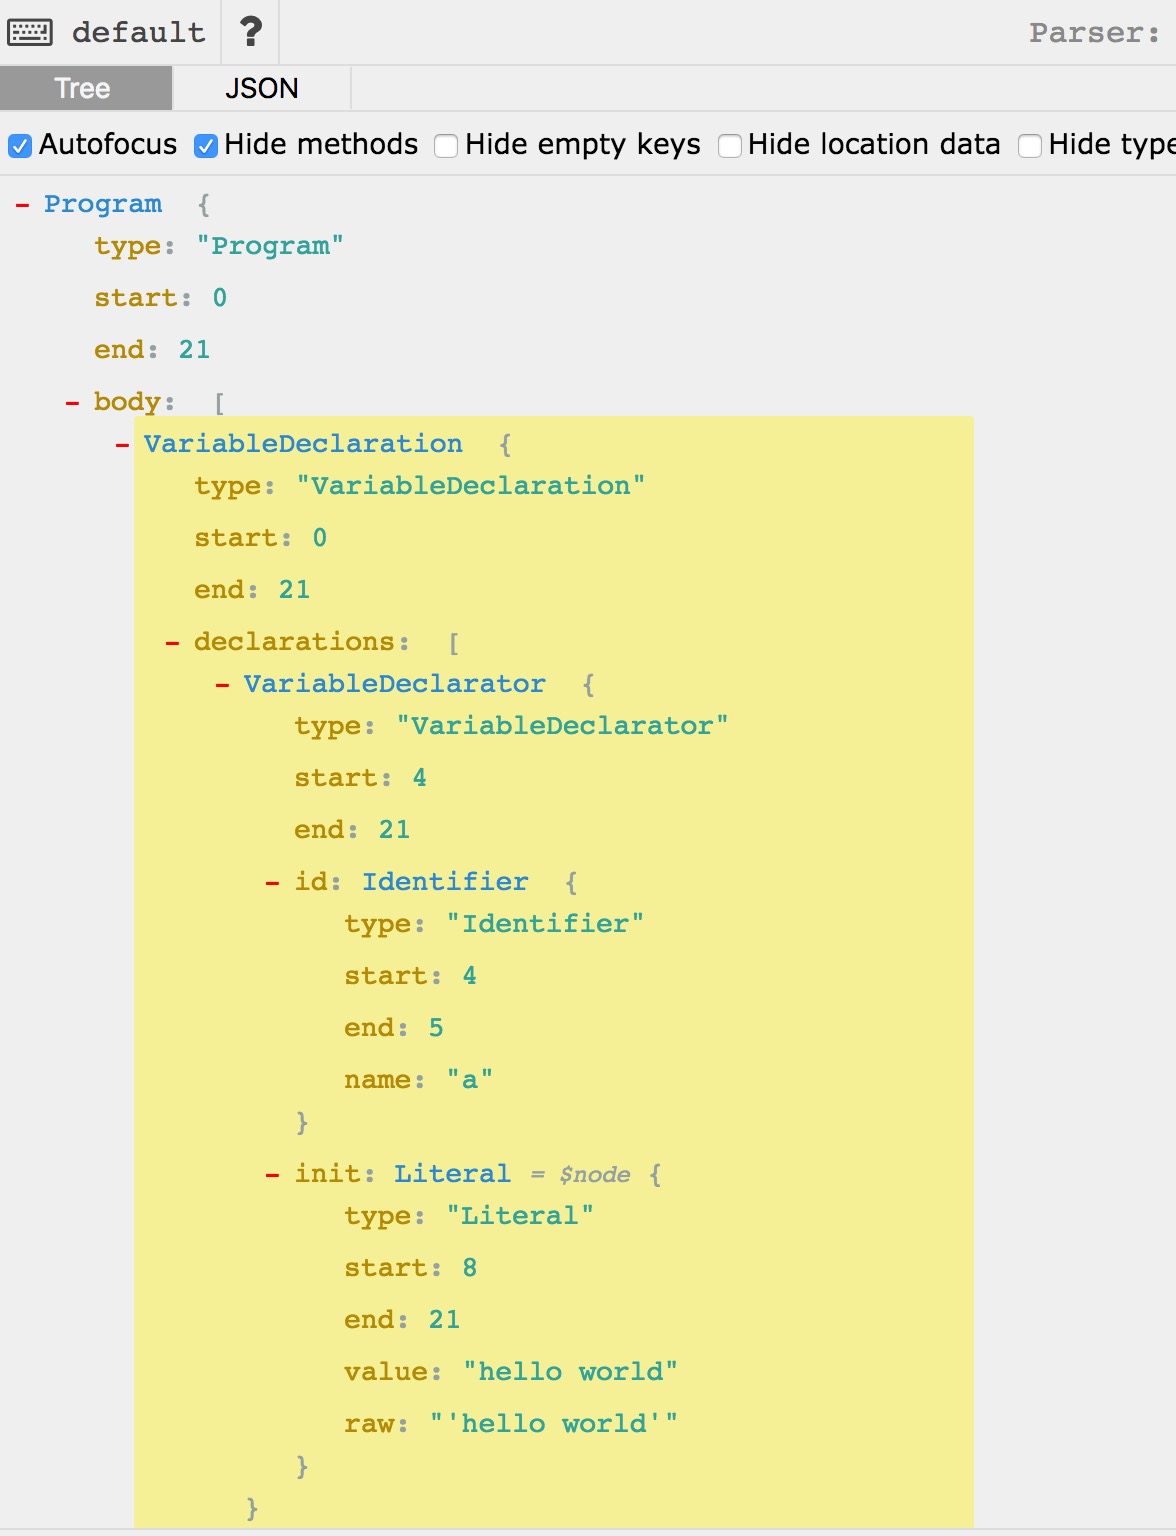 default ? Parser:
Tree JSON
Autofocus Hide methods Hide empty keys Hide location data Hide type
- Program {
type: "Program"
start: 0
end: 21
- body: [
- VariableDeclaration {
type: "VariableDeclaration"
start: 0
end: 21
- declarations: [
- VariableDeclarator {
type: "VariableDeclarator"
start: 4
end: 21
- id: Identifier {
type: "Identifier"
start: 4
end: 5
name: "a"
}
- init: Literal = $node {
type: "Literal"
start: 8
end: 21
value: "hello world"
raw: "'hello world'"
}
}